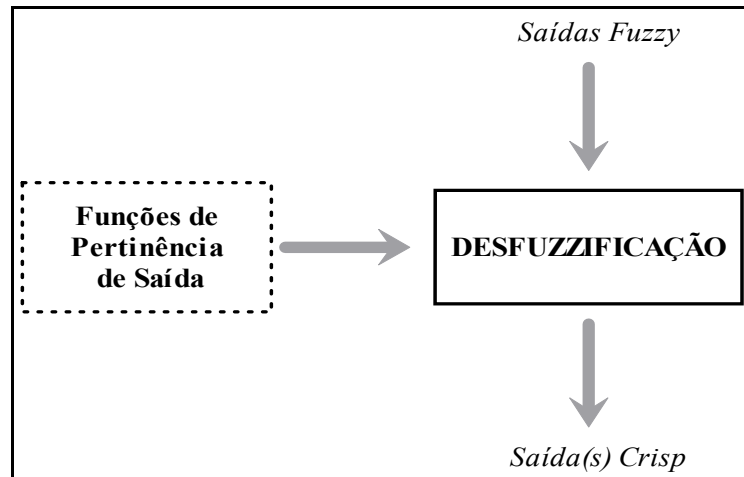 Saídas Fuzzy
Funções de
Pertinência
de Saída
DESFUZZIFICAÇÃO
Saída(s) Crisp